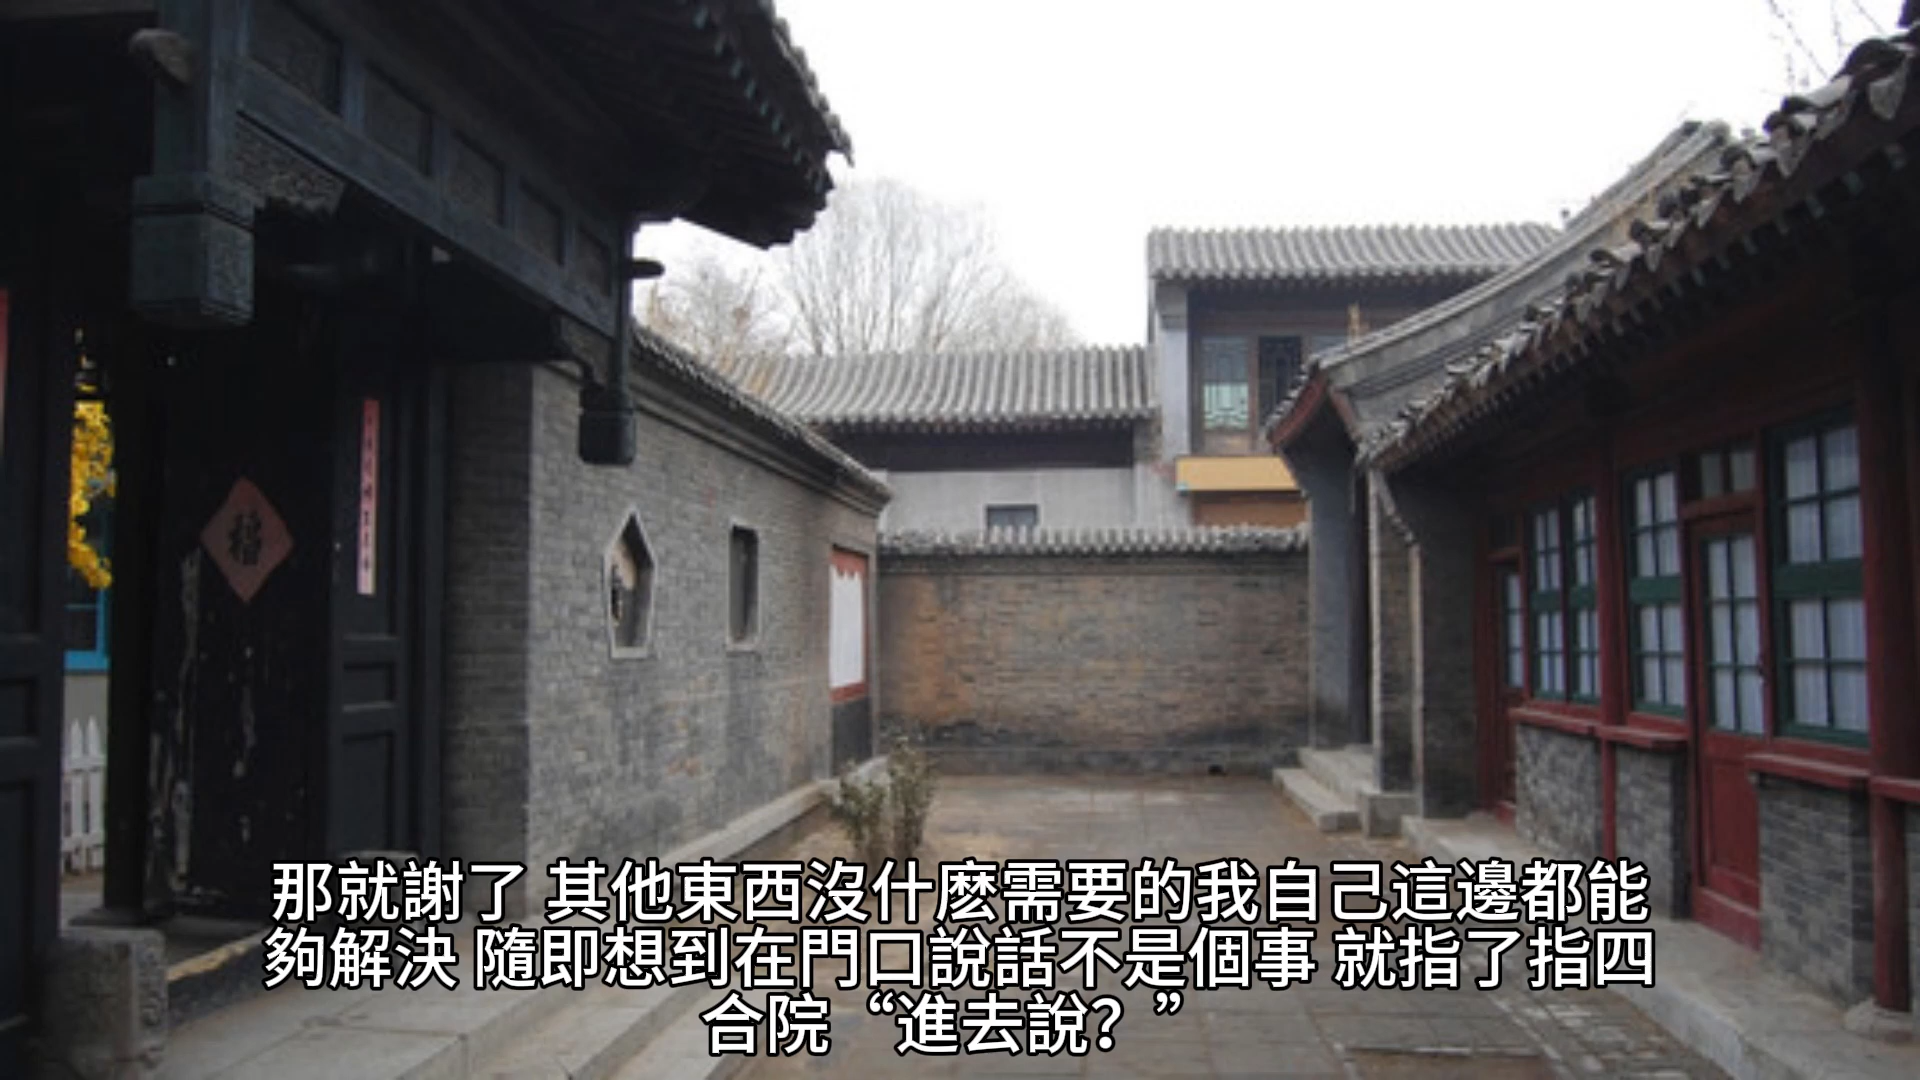 福
那就謝了 其他東西沒什麽需要的我自己這邊都能
夠解決 隨即想到在門口說話不是個事 就指了指四
合院“進去說？”